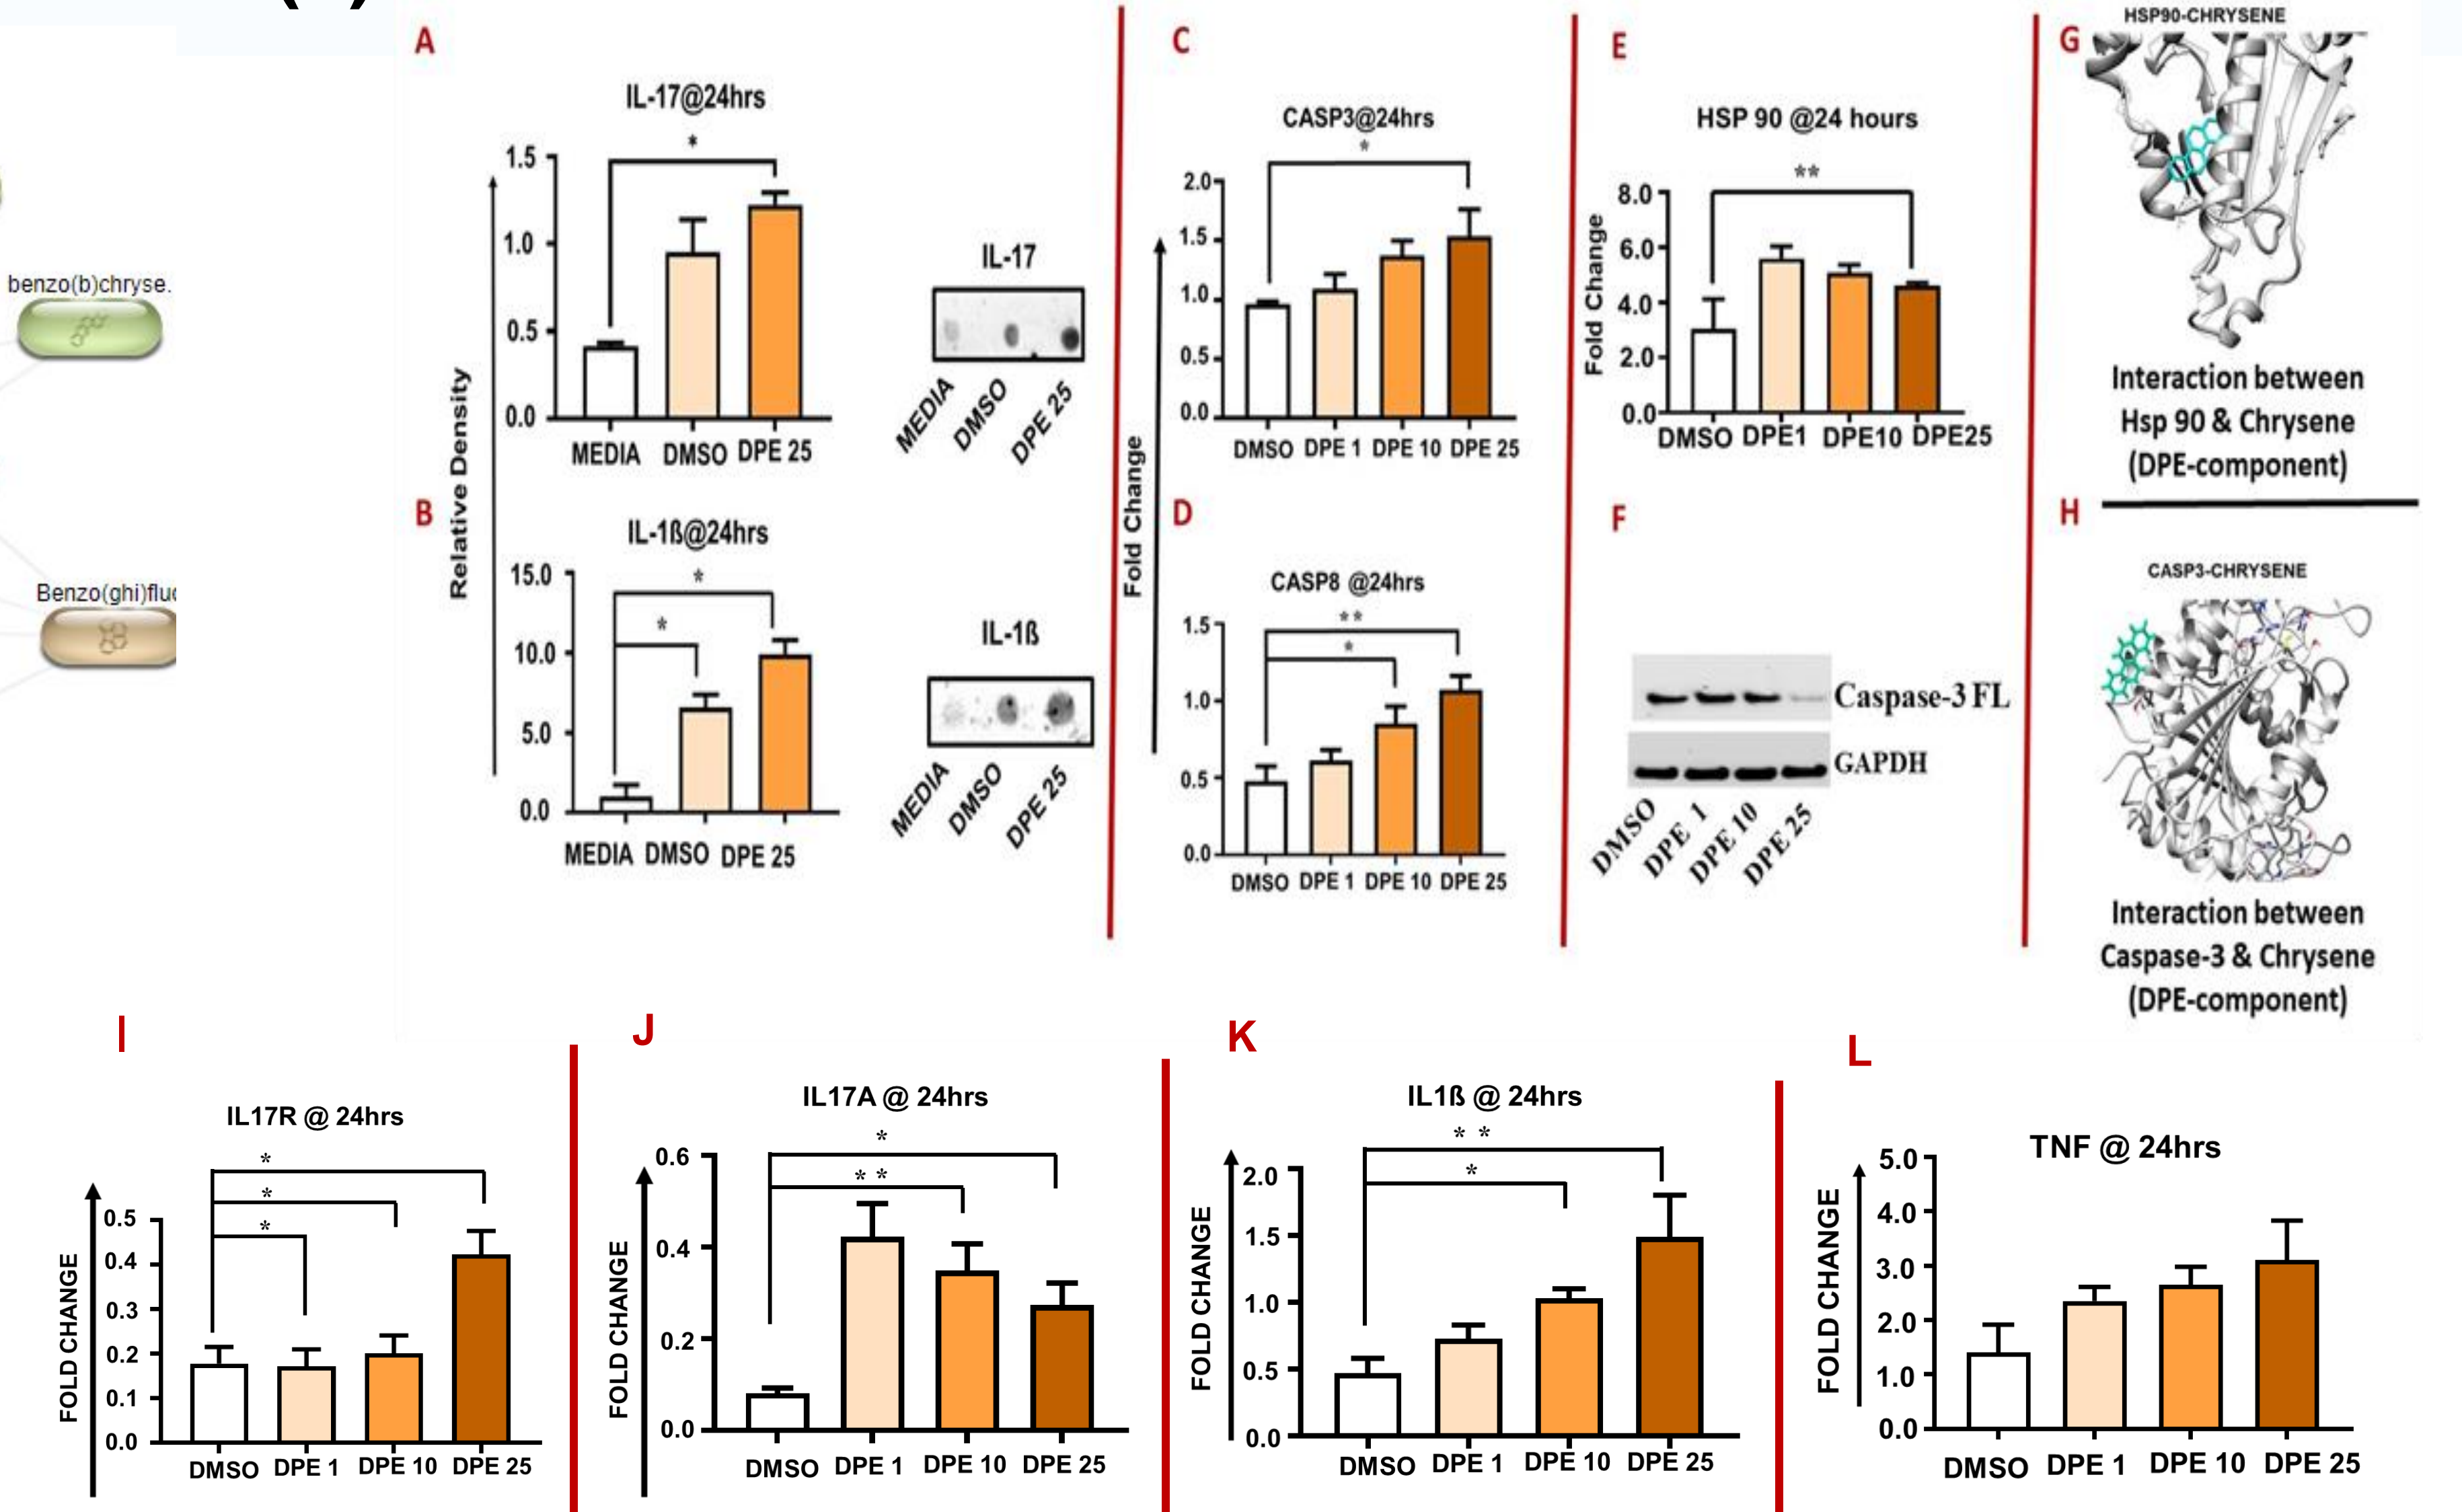 benzo(b)chryse.
Benzo(ghi)flu
A
IL-17@24hrs
*
1.5
1.0
0.5
0.0
MEDIA DMSO DPE 25
Relative Density
IL-17
MEDIA DMSO DPE 25
B
IL-1ß@24hrs
*
*
15.0
10.0
5.0
0.0
MEDIA DMSO DPE 25
IL-1ß
MEDIA DMSO DPE 25
C
CASP3@24hrs
*
2.0
1.5
1.0
0.5
0.0
DMSO DPE 1 DPE 10 DPE 25
Fold Change
D
CASP8 @24hrs
**
*
1.5
1.0
0.5
0.0
DMSO DPE 1 DPE 10 DPE 25
E
HSP 90 @24 hours
**
8.0
6.0
4.0
2.0
0.0
Fold Change
DMSO DPE1 DPE10 DPE25
F
Caspase-3 FL
GAPDH
DMSO DPE 1 DPE 10 DPE 25
G
HSP90-CHRYSENE
Interaction between
Hsp 90 & Chrysene
(DPE-component)
H
CASP3-CHRYSENE
Interaction between
Caspase-3 & Chrysene
(DPE-component)
I
IL17R @ 24hrs
*
*
*
0.5
0.4
0.3
0.2
0.1
0.0
FOLD CHANGE
DMSO DPE 1 DPE 10 DPE 25
J
IL17A @ 24hrs
*
* *
0.6
0.4
0.2
0.0
FOLD CHANGE
DMSO DPE 1 DPE 10 DPE 25
K
IL1ß @ 24hrs
* *
*
2.0
1.5
1.0
0.5
0.0
FOLD CHANGE
DMSO DPE 1 DPE 10 DPE 25
L
TNF @ 24hrs
5.0
4.0
3.0
2.0
1.0
0.0
FOLD CHANGE
DMSO DPE 1 DPE 10 DPE 25